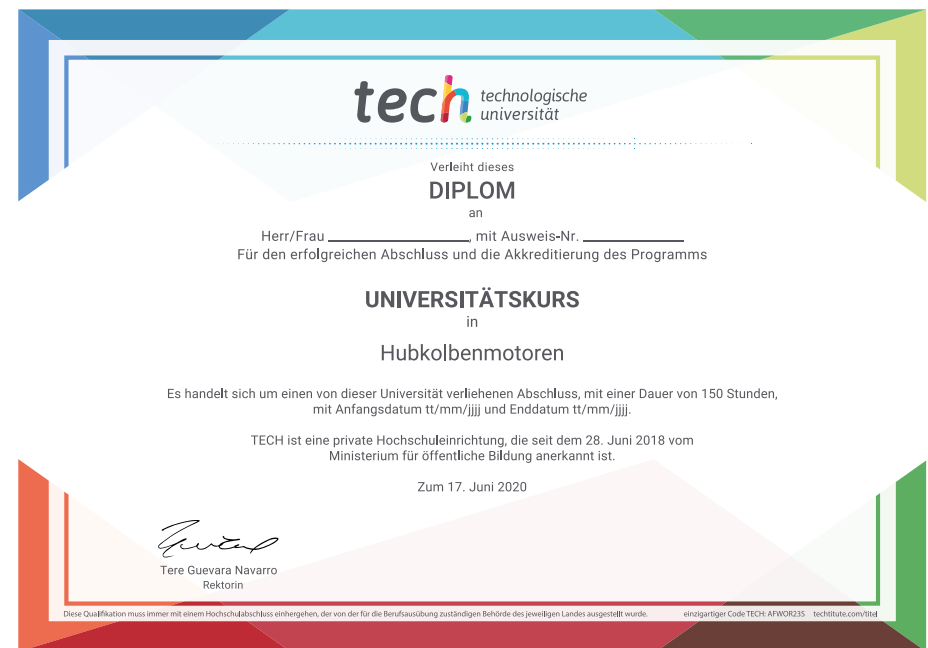 tech technologische
universität
Verleiht dieses
DIPLOM
an
Herr/Frau ____________________, mit Ausweis-Nr. ______________
Für den erfolgreichen Abschluss und die Akkreditierung des Programms
UNIVERSITÄTSKURS
in
Hubkolbenmotoren
Es handelt sich um einen von dieser Universität verliehenen Abschluss, mit einer Dauer von 150 Stunden,
mit Anfangsdatum tt/mm/jjjj und Enddatum tt/mm/jjjj.
TECH ist eine private Hochschuleinrichtung, die seit dem 28. Juni 2018 vom
Ministerium für öffentliche Bildung anerkannt ist.
Zum 17. Juni 2020
Tere Guevara Navarro
Rektorin
Diese Qualifikation muss immer mit einem Hochschulabschluss einhergehen, der von der für die Berufsausübung zuständigen Behörde des jeweiligen Landes ausgestellt wurde. einzigartiger Code TECH: AFWOR23S techtitute.com/titel